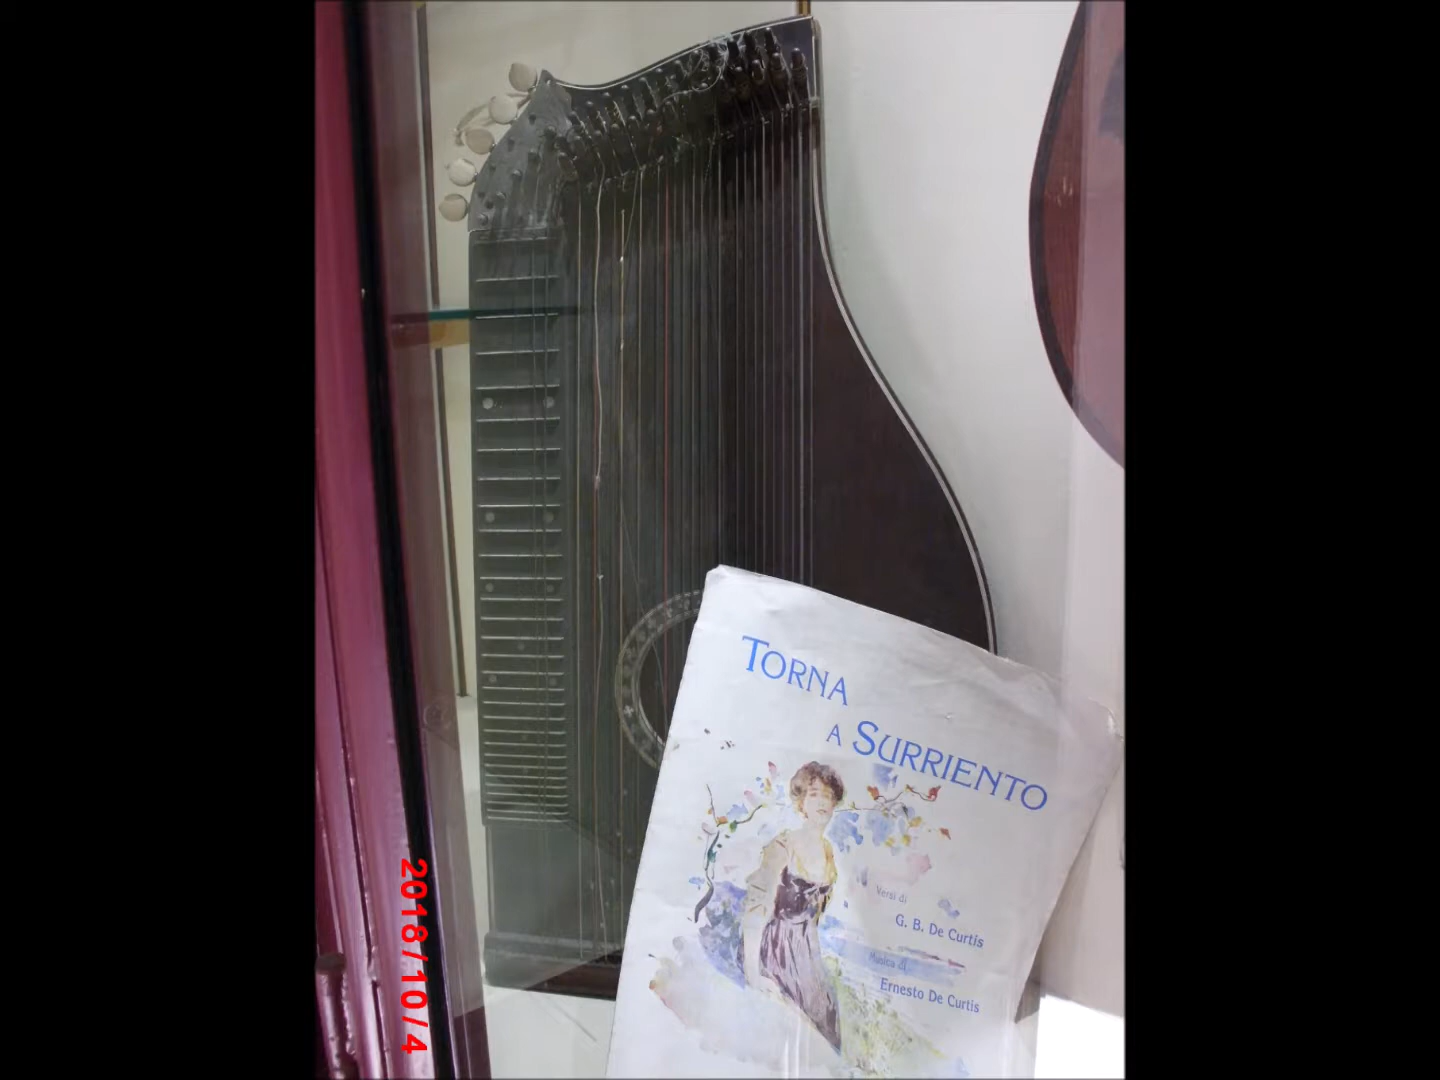 TORNA
A SURRIENTO
Versi di
G. B. De Curtis
Musica di
Ernesto De Curtis
2018/10/4